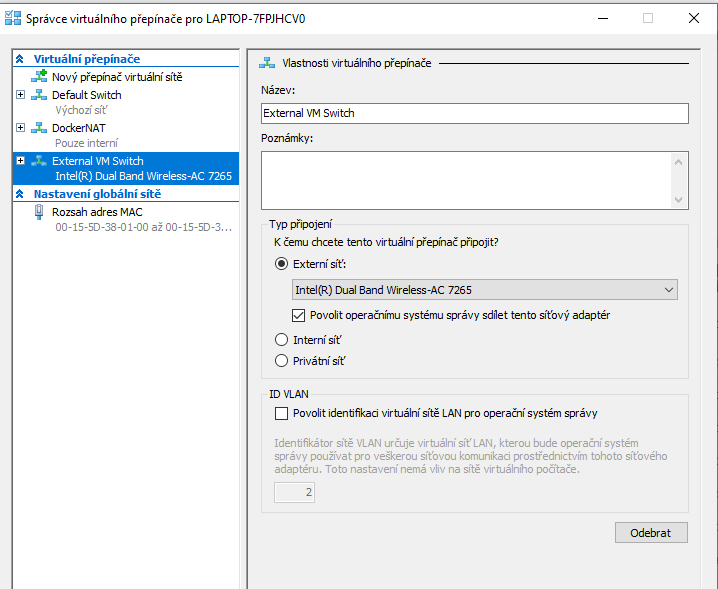 Správce virtuálního přepínače pro LAPTOP-7FPJHCV0
Virtuální přepínače
Nový přepínač virtuální sítě
Default Switch
Výchozí síť
DockerNAT
Pouze interní
External VM Switch
Intel(R) Dual Band Wireless-AC 7265
Nastavení globální sítě
Rozsah adres MAC
00-15-5D-38-01-00 až 00-15-5D-3...
Vlastnosti virtuálního přepínače
Název:
External VM Switch
Poznámky:
Typ připojení
K čemu chcete tento virtuální přepínač připojit?
Externí síť:
Intel(R) Dual Band Wireless-AC 7265
Povolit operačnímu systému správy sdílet tento síťový adaptér
Interní síť
Privátní síť
ID VLAN
Povolit identifikaci virtuální sítě LAN pro operační systém správy
Identifikátor sítě VLAN určuje virtuální síť LAN, kterou bude operační systém
správy používat pro veškerou síťovou komunikaci prostřednictvím tohoto síťového
adaptéru. Toto nastavení nemá vliv na sítě virtuálního počítače.
2
Odebrat